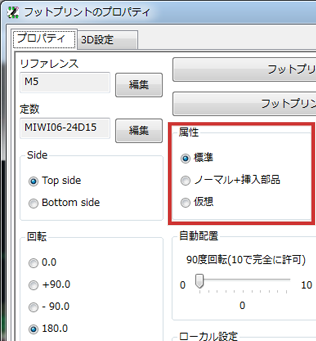 フットプリントのプロパティ
プロパティ
3D設定
リファレンス
M5
編集
定数
MIWI06-24D15
編集
Side
Top side
Bottom side
回転
0.0
+90.0
- 90.0
180.0
フットプリ
フットプリン
属性
標準
ノーマル+挿入部品
仮想
自動配置
90度回転(10で完全に許可)
0
10
0
ローカル設定